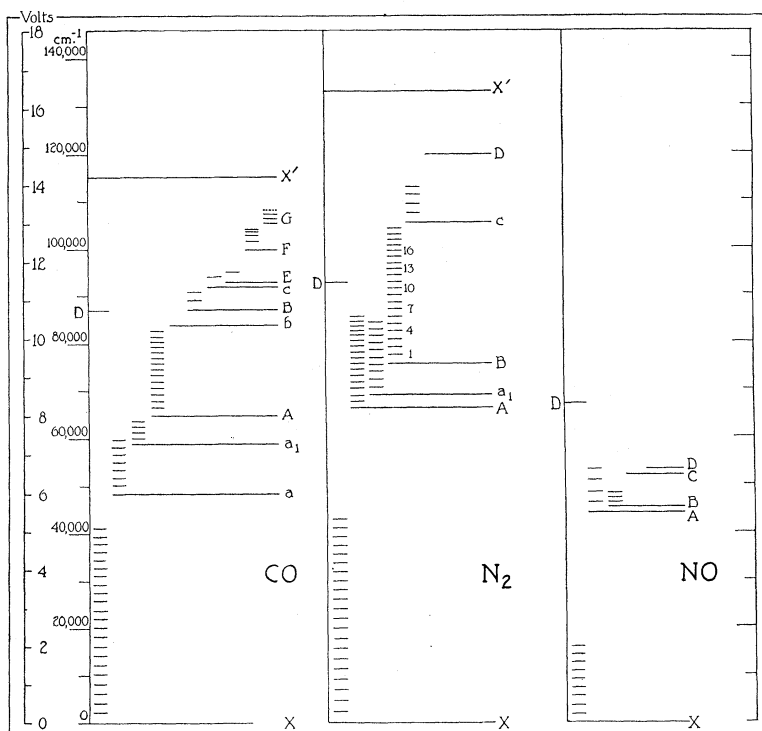 Volts
18 cm.-1
140,000
X'
16
120,000 D
X' 14
G c
F 16
100,000
12 13
E D 10
c
D B 7
b
10 4
80,000
1
B
a1
8 A A D
60,000 a1
D
C
6 a B
A
40,000
CO N2 NO
4
20,000
2
0 0 X X X